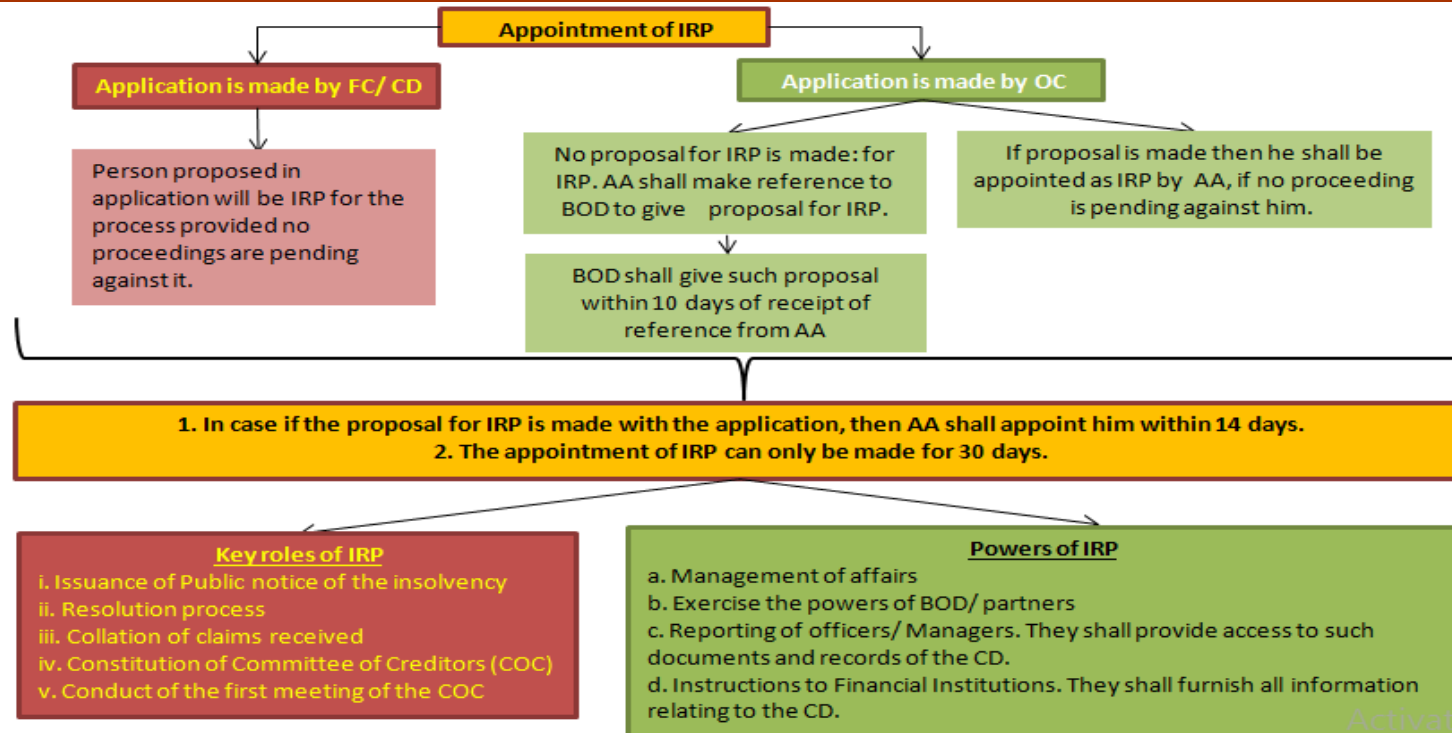 Appointment of IRP
Application is made by FC/ CD
Application is made by OC
Person proposed in
application will be IRP for the
process provided no
proceedings are pending
against it.
No proposal for IRP is made: for
IRP. AA shall make reference to
BOD to give proposal for IRP.
If proposal is made then he shall be
appointed as IRP by AA, if no proceeding
is pending against him.
BOD shall give such proposal
within 10 days of receipt of
reference from AA
1. In case if the proposal for IRP is made with the application, then AA shall appoint him within 14 days.
2. The appointment of IRP can only be made for 30 days.
Key roles of IRP
i. Issuance of Public notice of the insolvency
ii. Resolution process
iii. Collation of claims received
iv. Constitution of Committee of Creditors (COC)
v. Conduct of the first meeting of the COC
Powers of IRP
a. Management of affairs
b. Exercise the powers of BOD/ partners
c. Reporting of officers/ Managers. They shall provide access to such
documents and records of the CD.
d. Instructions to Financial Institutions. They shall furnish all information
relating to the CD.